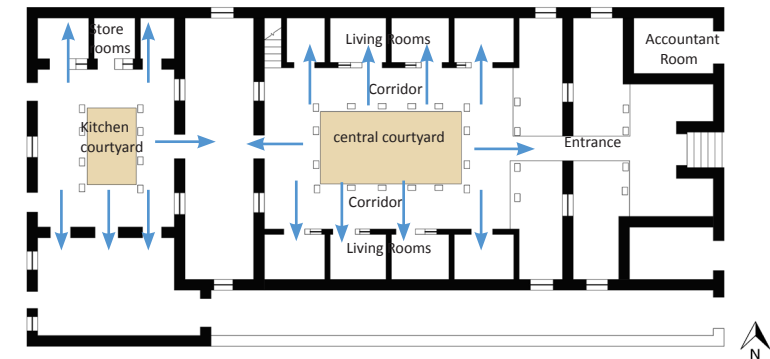 Store
rooms
Living Rooms
Accountant
Room
Corridor
Kitchen
courtyard
central courtyard
Entrance
Corridor
Living Rooms
N